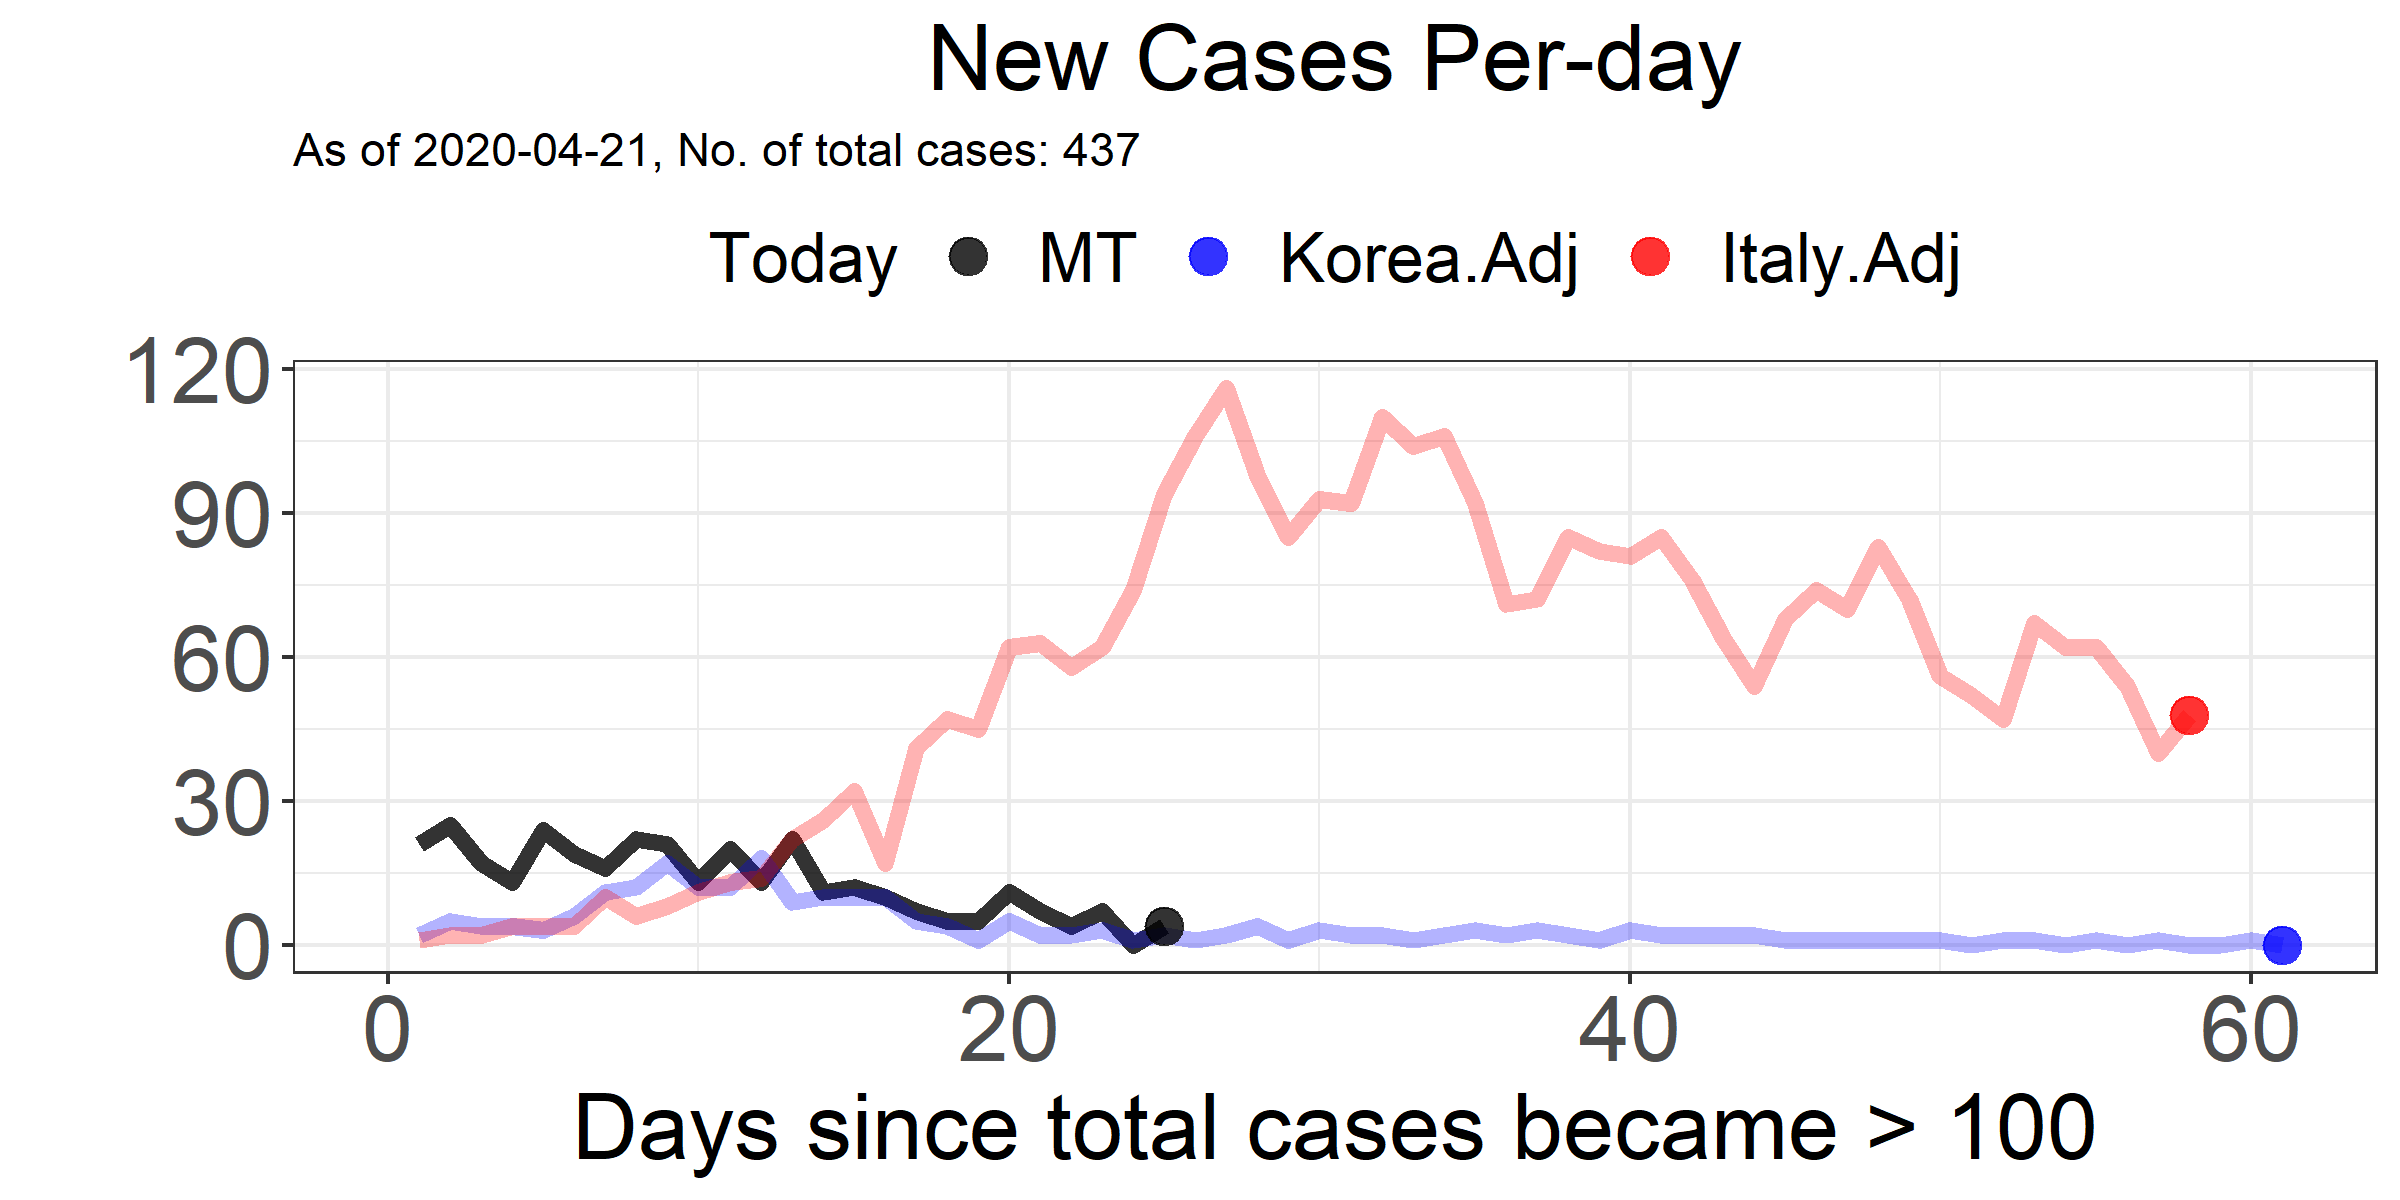 New Cases Per-day
As of 2020-04-21, No. of total cases: 437
Today MT Korea.Adj Italy.Adj
120
90
60
30
0
0 20 40 60
Days since total cases became > 100